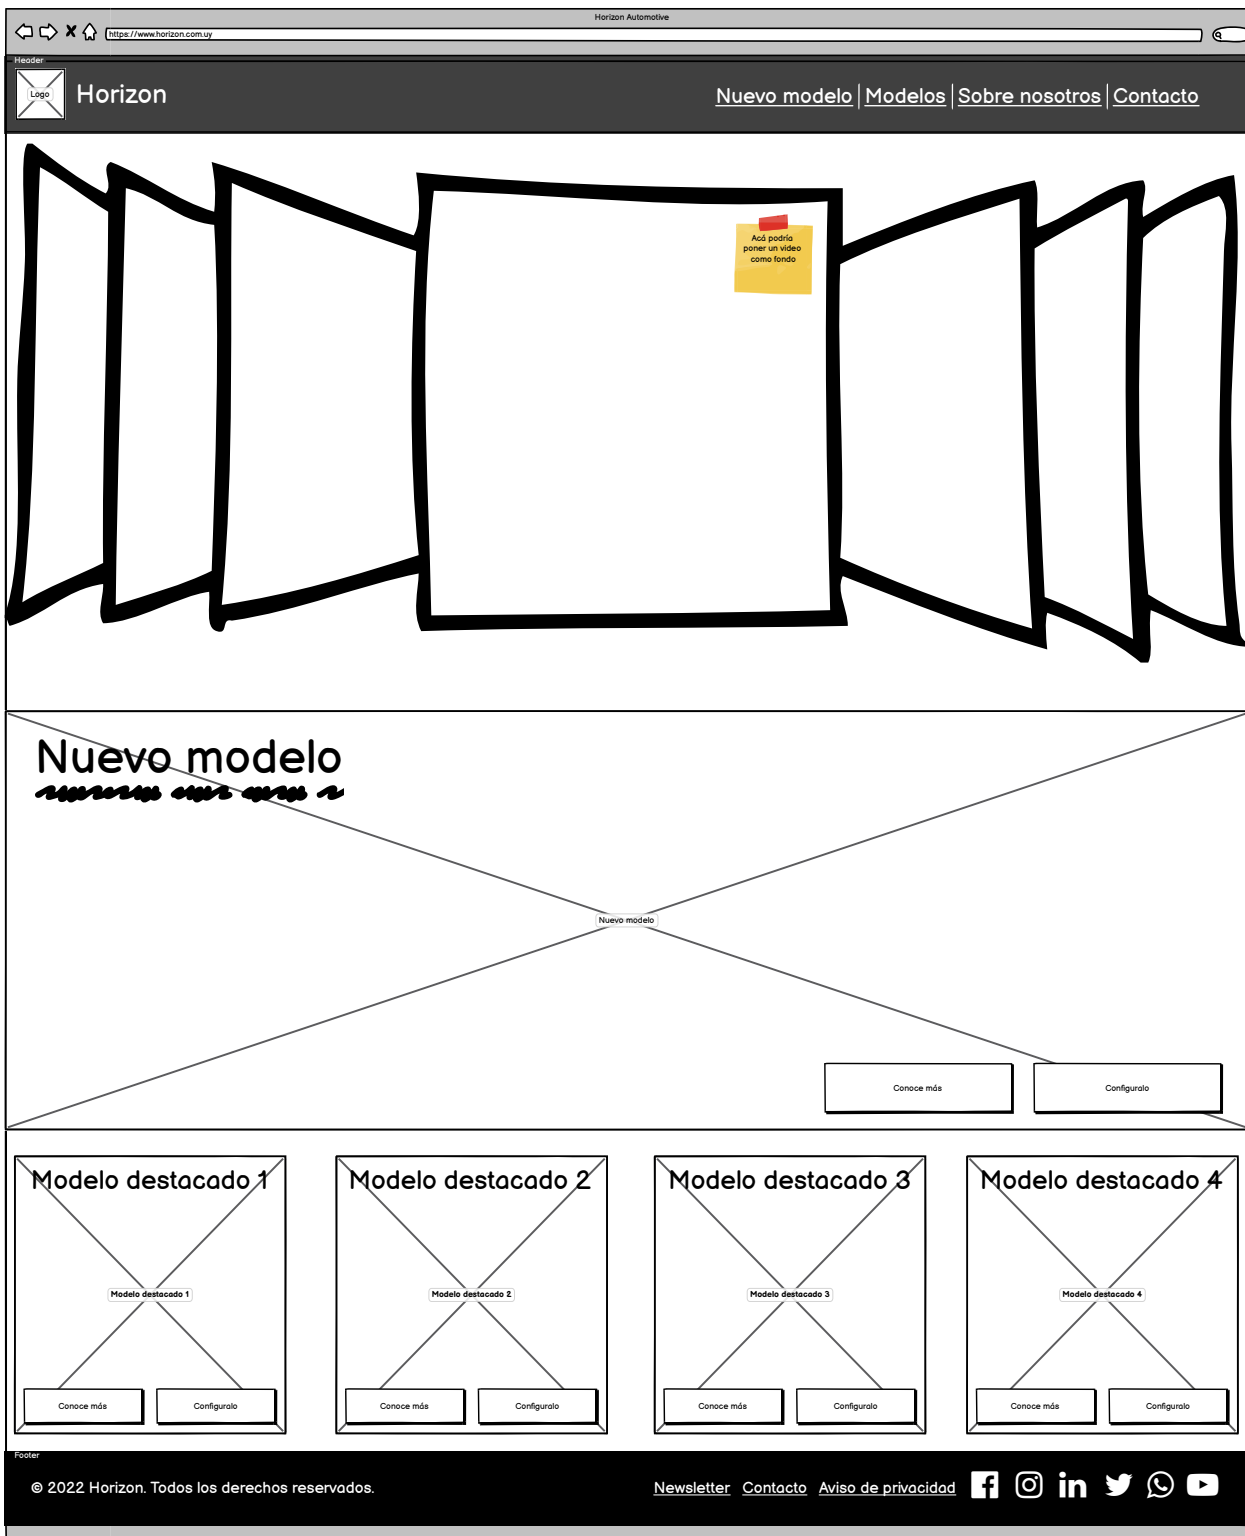 Horizon Automotive
https://www.horizon.com.uy
Header
Logo
Horizon
Nuevo modelo
Modelos
Sobre nosotros
Contacto
Acá podría
poner un video
como fondo
Nuevo modelo
Nuevo modelo
Conoce más
Configuralo
Modelo destacado 1
Modelo destacado 2
Modelo destacado 3
Modelo destacado 4
Modelo destacado 1
Modelo destacado 2
Modelo destacado 3
Modelo destacado 4
Conoce más
Configuralo
Conoce más
Configuralo
Conoce más
Configuralo
Conoce más
Configuralo
Footer
© 2022 Horizon. Todos los derechos reservados.
Newsletter
Contacto
Aviso de privacidad